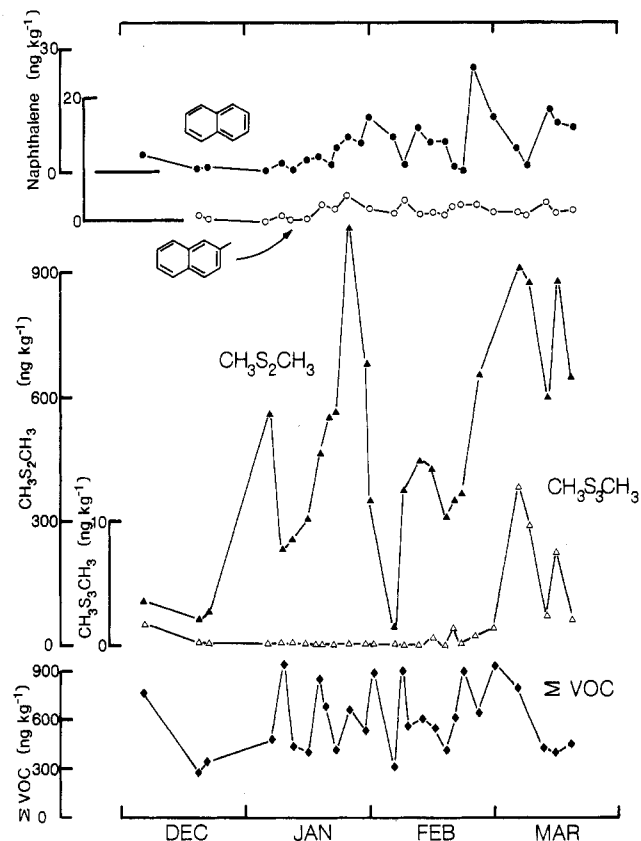 30
Naphthalene (ng kg⁻¹)
20
0
0
900
CH₃S₂CH₃
CH₃S₂CH₃ (ng kg⁻¹)
600
CH₃S₃CH₃
300
10
CH₃S₃CH₃ (ng kg⁻¹)
0
0
900
Σ VOC
600
Σ VOC (ng kg⁻¹)
300
0
DEC JAN FEB MAR